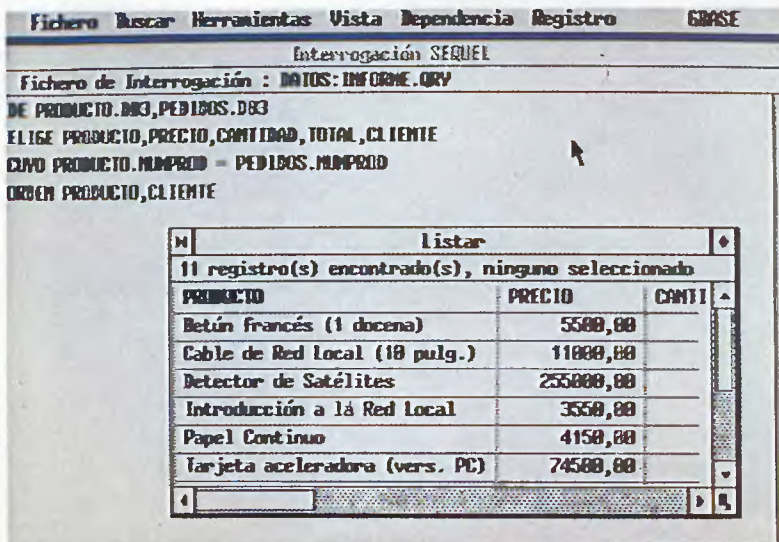 Fichero Buscar Herramientas Vista Dependencia Registro GBASE
Interrogación SEQUEL
Fichero de Interrogación : DATOS:INFORME.QRY
DE PRODUCTO.DB3,PEDIDOS.DB3
ELIGE PRODUCTO,PRECIO,CANTIDAD,TOTAL,CLIENTE
CUYO PRODUCTO.NUMPROD = PEDIDOS.NUMPROD
ORDEN PRODUCTO,CLIENTE
listar
11 registro(s) encontrado(s), ninguno seleccionado
PRODUCTO PRECIO CANTI
Betún francés (1 docena) 5500,00
Cable de Red Local (10 pulg.) 11000,00
Detector de Satélites 255000,00
Introducción a la Red Local 3550,00
Papel Continuo 4150,00
Tarjeta aceleradora (vers. PC) 74500,00